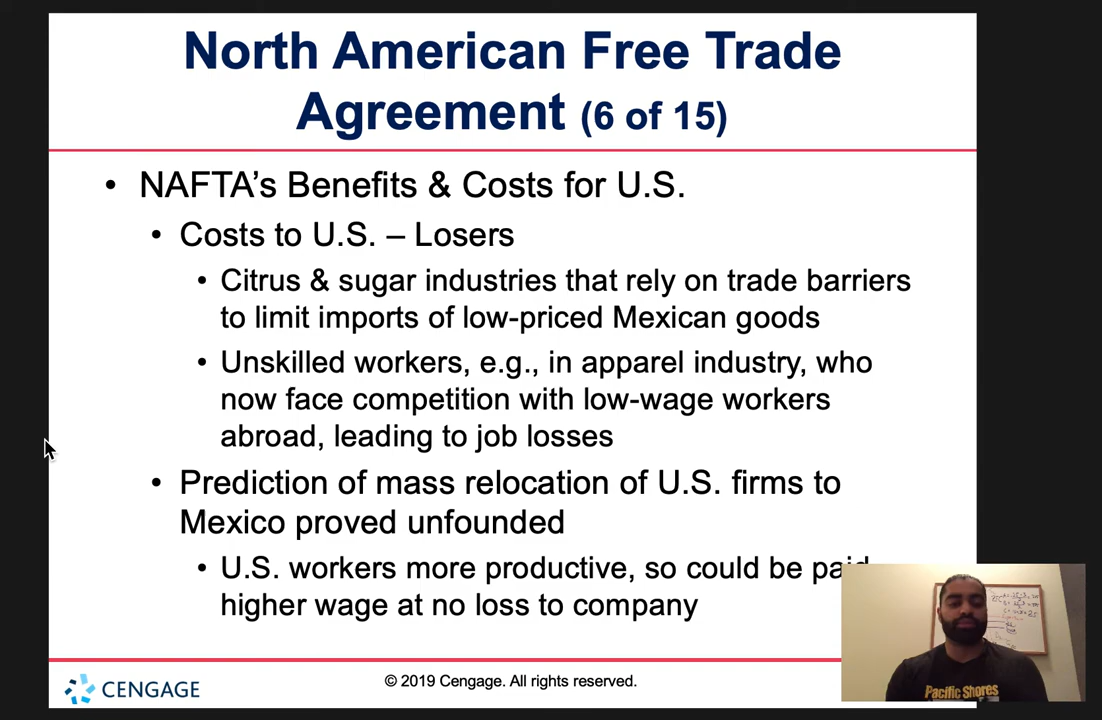 North American Free Trade
Agreement (6 of 15)
• NAFTA’s Benefits & Costs for U.S.
• Costs to U.S. – Losers
• Citrus & sugar industries that rely on trade barriers
to limit imports of low-priced Mexican goods
• Unskilled workers, e.g., in apparel industry, who
now face competition with low-wage workers
abroad, leading to job losses
• Prediction of mass relocation of U.S. firms to
Mexico proved unfounded
• U.S. workers more productive, so could be paid
higher wage at no loss to company
CENGAGE
© 2019 Cengage. All rights reserved.
Pacific Shores